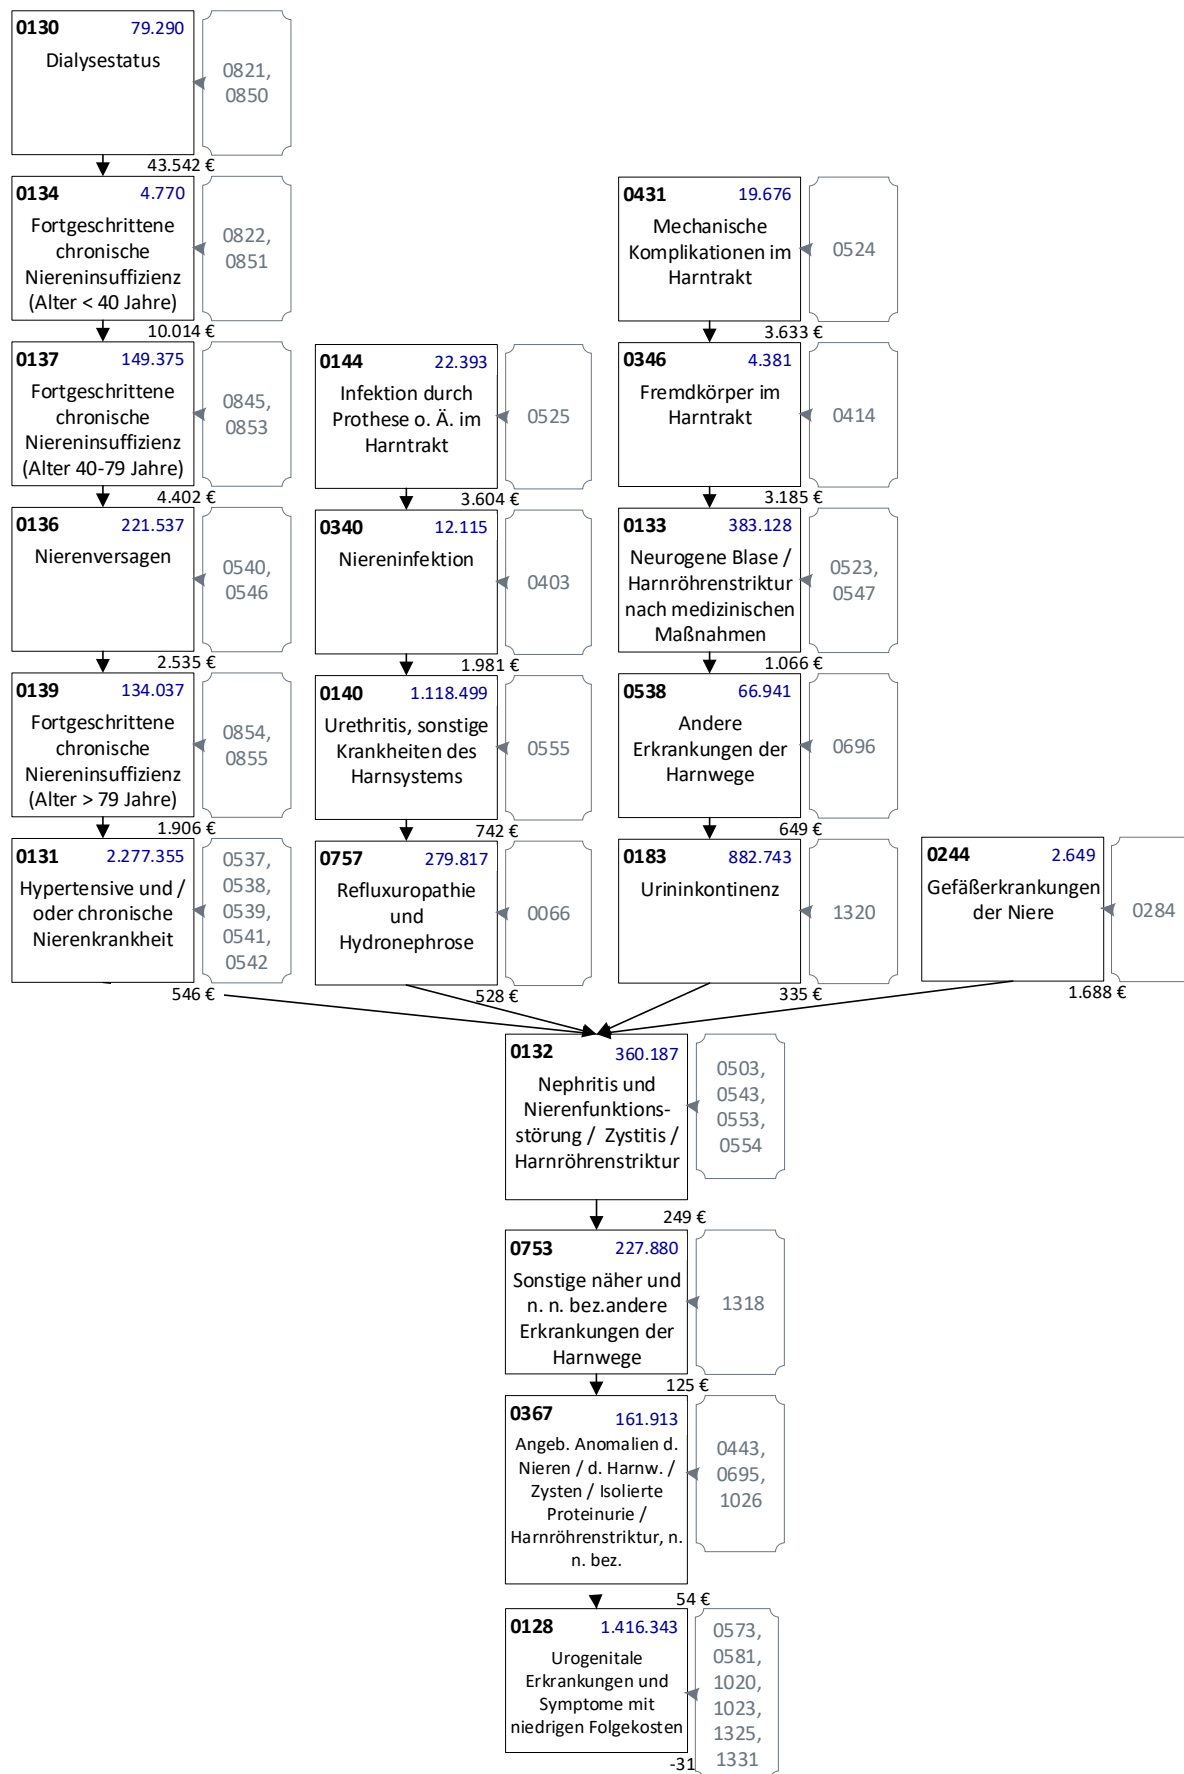 0130 79.290
Dialysestatus
0821,
0850
43.542 €
0134 4.770
Fortgeschrittene
chronische
Niereninsuffizienz
(Alter < 40 Jahre)
0822,
0851
10.014 €
0137 149.375
Fortgeschrittene
chronische
Niereninsuffizienz
(Alter 40-79 Jahre)
0845,
0853
4.402 €
0136 221.537
Nierenversagen
0540,
0546
2.535 €
0139 134.037
Fortgeschrittene
chronische
Niereninsuffizienz
(Alter > 79 Jahre)
0854,
0855
1.906 €
0131 2.277.355
Hypertensive und /
oder chronische
Nierenkrankheit
0537,
0538,
0539,
0541,
0542
546 €
0144 22.393
Infektion durch
Prothese o. Ä. im
Harntrakt
0525
3.604 €
0340 12.115
Niereninfektion
0403
1.981 €
0140 1.118.499
Urethritis, sonstige
Krankheiten des
Harnsystems
0555
742 €
0757 279.817
Refluxuropathie
und
Hydronephrose
0066
528 €
0431 19.676
Mechanische
Komplikationen im
Harntrakt
0524
3.633 €
0346 4.381
Fremdkörper im
Harntrakt
0414
3.185 €
0133 383.128
Neurogene Blase /
Harnröhrenstriktur
nach medizinischen
Maßnahmen
0523,
0547
1.066 €
0538 66.941
Andere
Erkrankungen der
Harnwege
0696
649 €
0183 882.743
Urininkontinenz
1320
335 €
0244 2.649
Gefäßerkrankungen
der Niere
0284
1.688 €
0132 360.187
Nephritis und
Nierenfunktions-
störung / Zystitis /
Harnröhrenstriktur
0503,
0543,
0553,
0554
249 €
0753 227.880
Sonstige näher und
n. n. bez.andere
Erkrankungen der
Harnwege
1318
125 €
0367 161.913
Angeb. Anomalien d.
Nieren / d. Harnw. /
Zysten / Isolierte
Proteinurie /
Harnröhrenstriktur, n.
n. bez.
0443,
0695,
1026
54 €
0128 1.416.343
Urogenitale
Erkrankungen und
Symptome mit
niedrigen Folgekosten
0573,
0581,
1020,
1023,
1325,
1331
-31